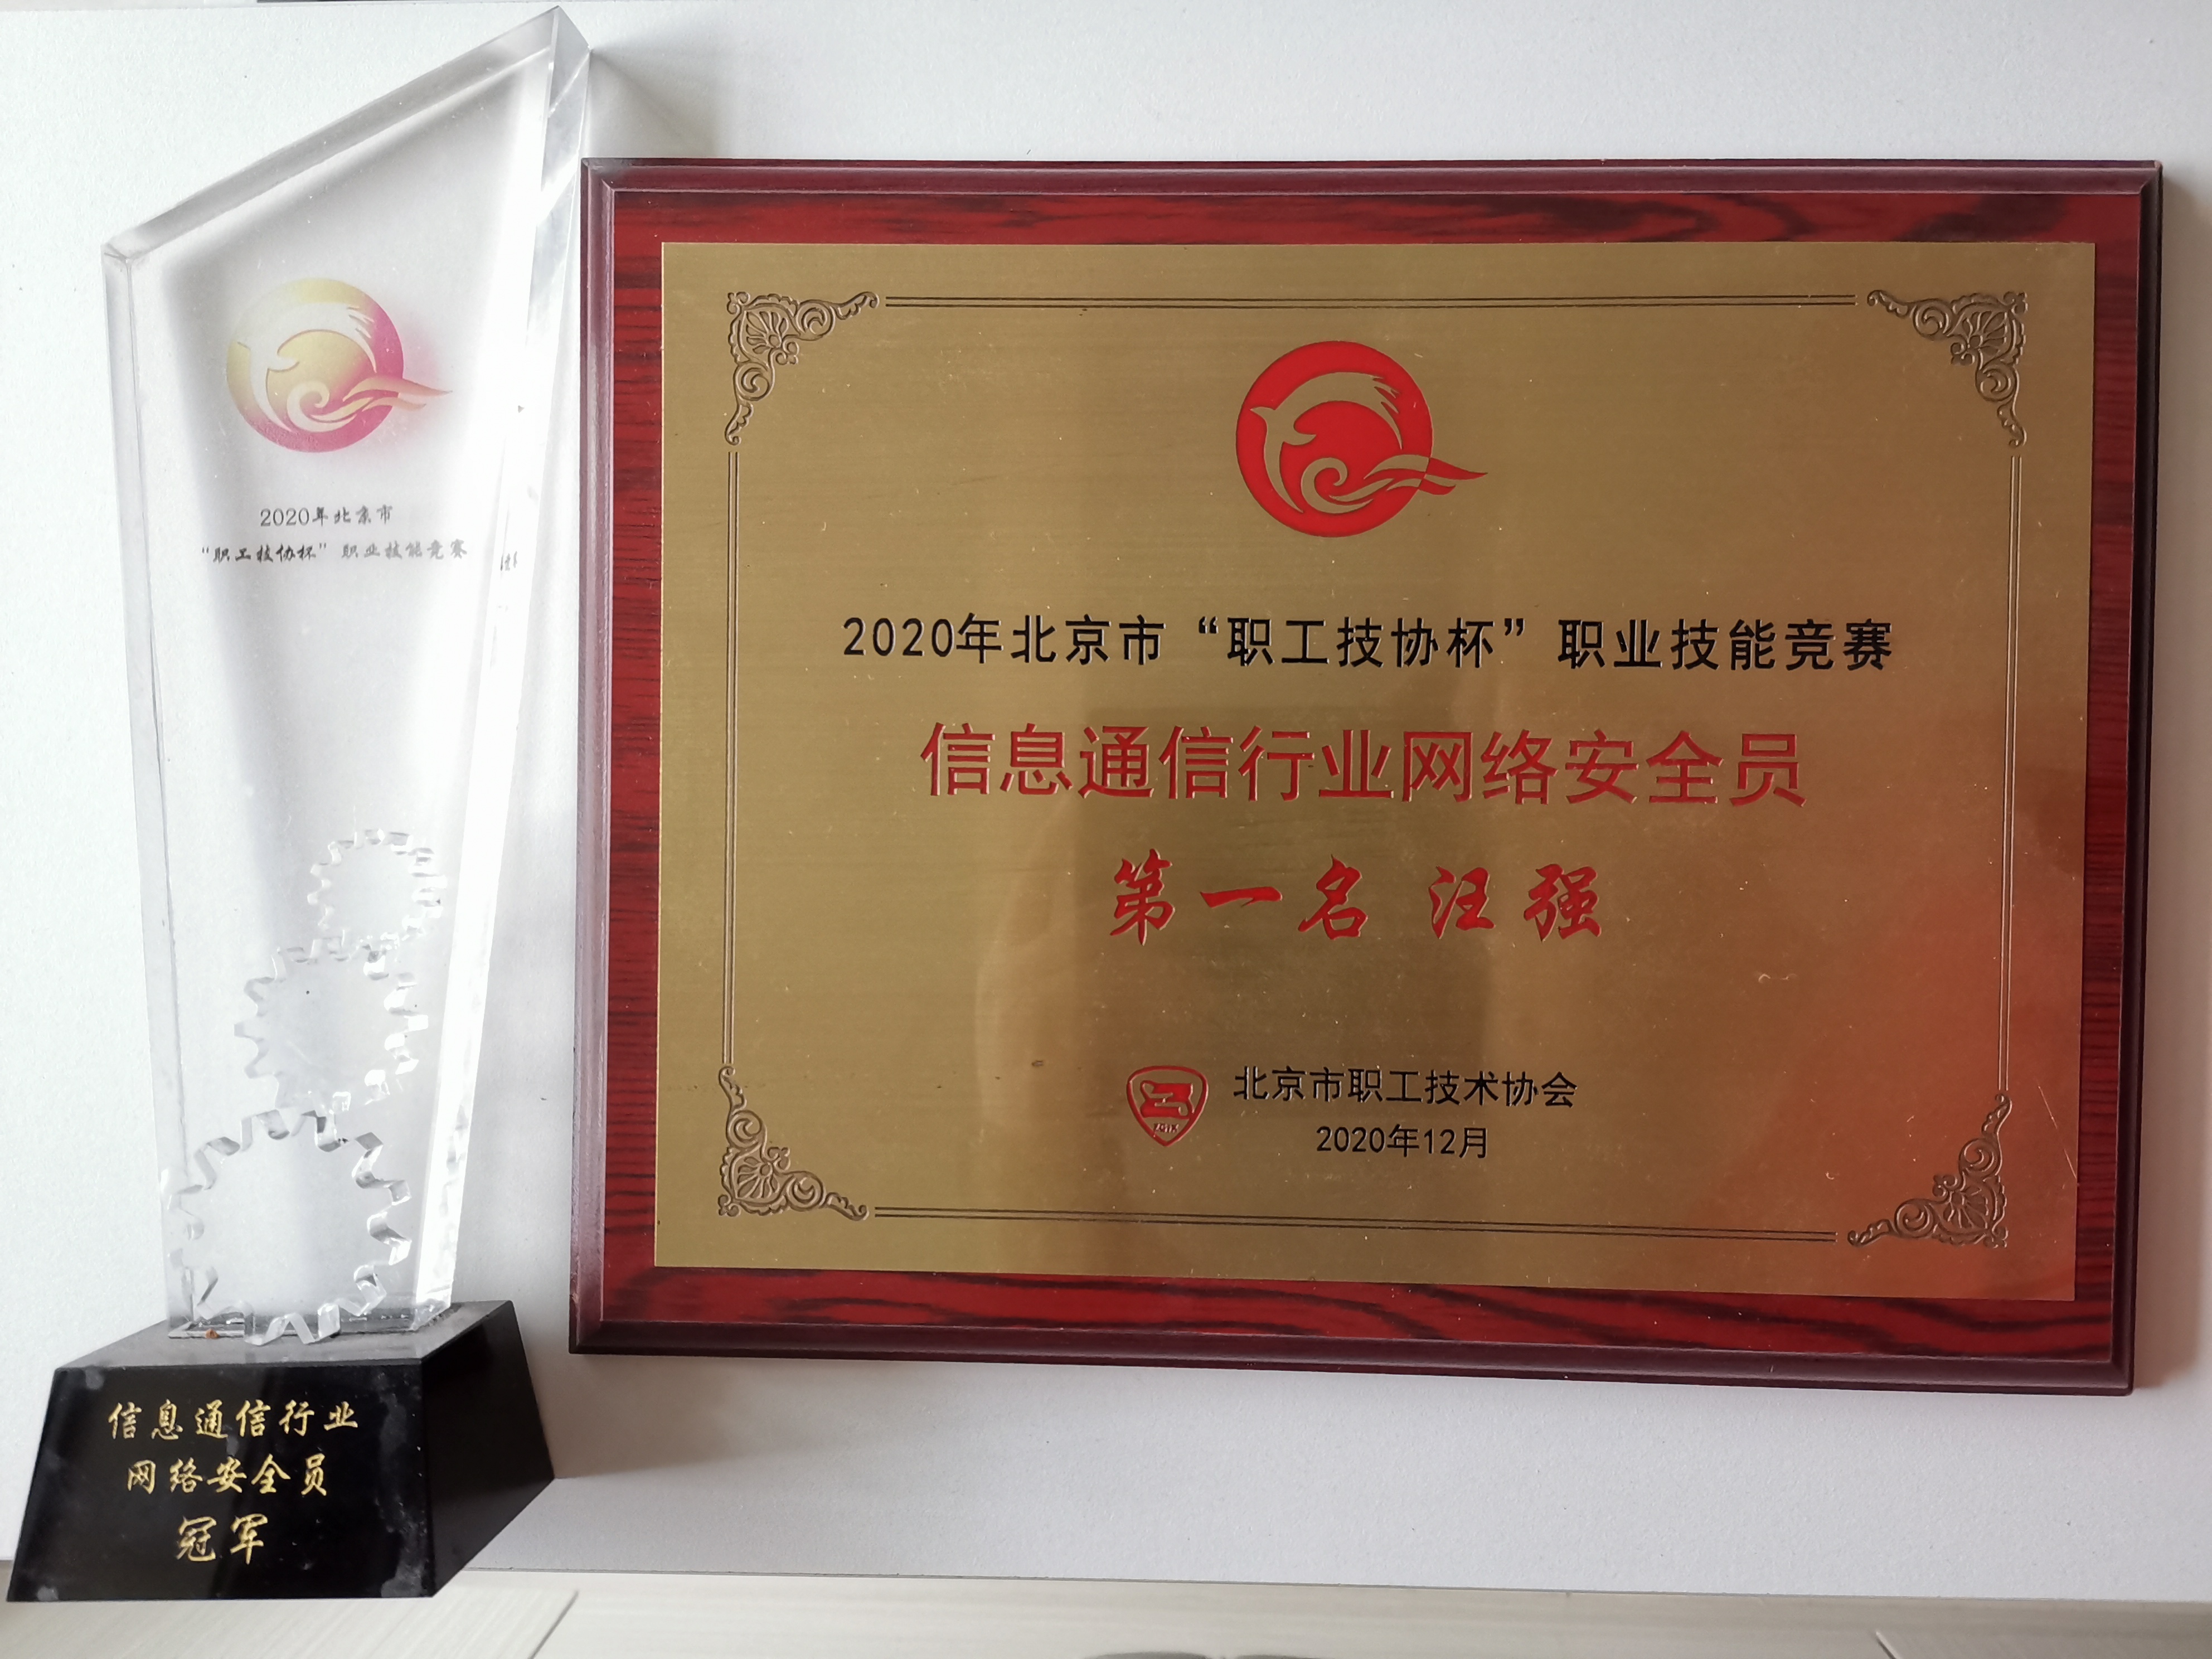 2020年北京市
“职工技协杯”职业技能竞赛
信息通信行业
网络安全员
冠军
2020年北京市“职工技协杯”职业技能竞赛
信息通信行业网络安全员
第一名 汪强
北京市职工技术协会
2020年12月